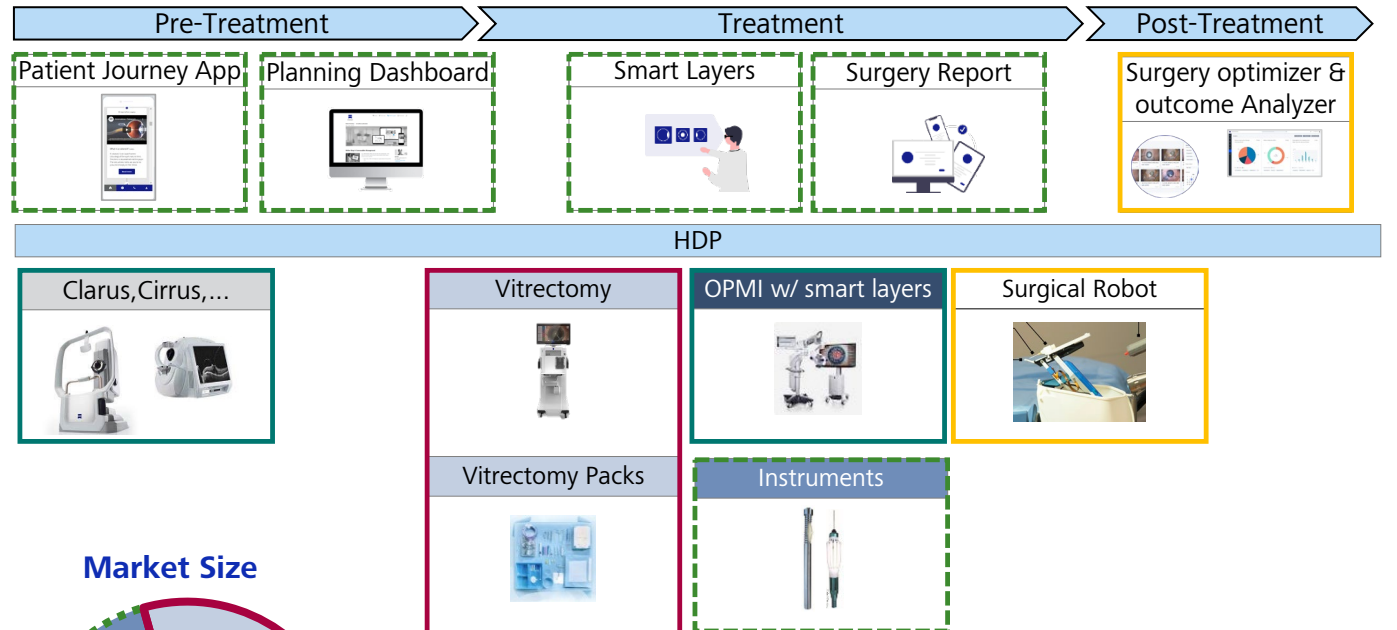 Pre-Treatment
Treatment
Post-Treatment
Patient Journey App
Planning Dashboard
Smart Layers
Surgery Report
Surgery optimizer &
outcome Analyzer
HDP
Clarus,Cirrus,...
Vitrectomy
OPMI w/ smart layers
Surgical Robot
Vitrectomy Packs
Instruments
Market Size